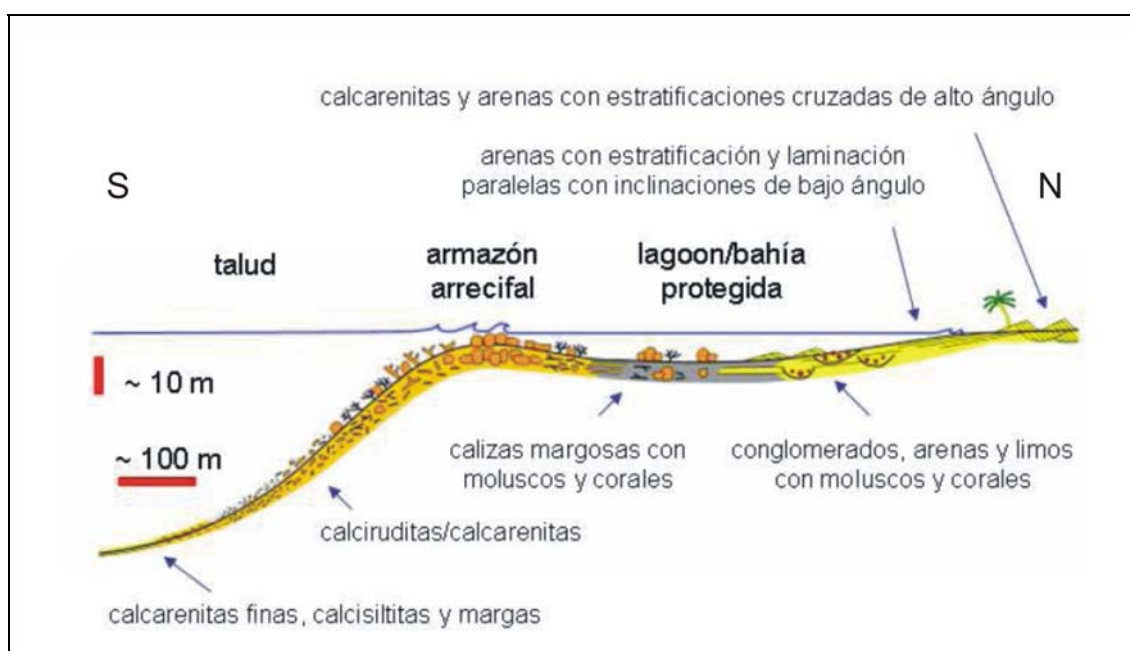 calcarenitas y arenas con estratificaciones cruzadas de alto ángulo
arenas con estratificación y laminación
paralelas con inclinaciones de bajo ángulo
S
N
talud
armazón
arrecifal
lagoon/bahía
protegida
~ 10 m
~ 100 m
calizas margosas con
moluscos y corales
conglomerados, arenas y limos
con moluscos y corales
calciruditas/calcarenitas
calcarenitas finas, calcisiltitas y margas